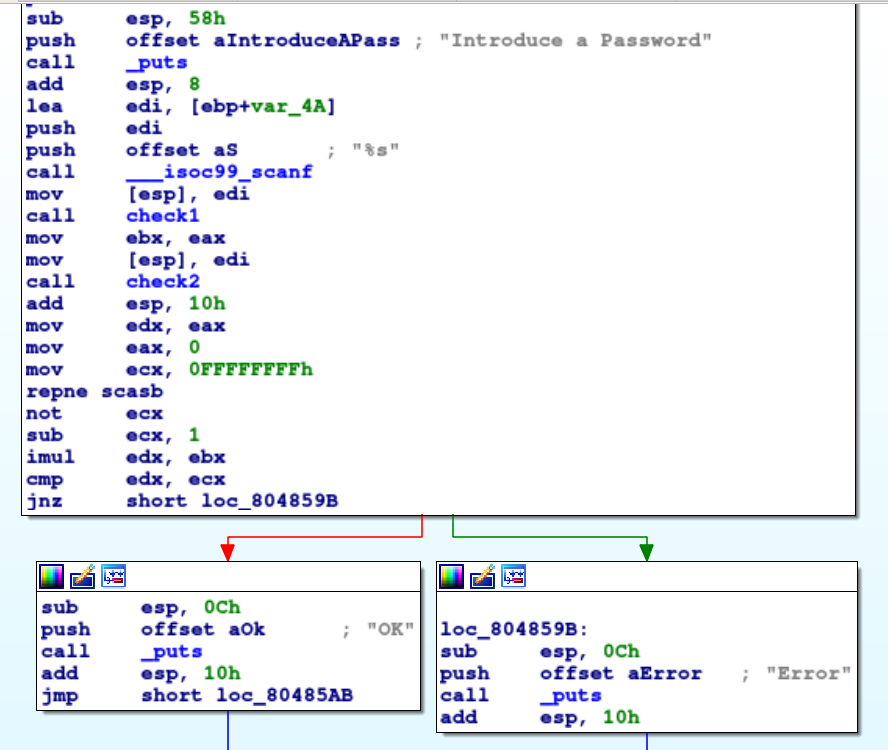 sub esp, 58h
push offset aIntroduceAPass ; "Introduce a Password"
call _puts
add esp, 8
lea edi, [ebp+var_4A]
push edi
push offset aS ; "%s"
call ___isoc99_scanf
mov [esp], edi
call check1
mov ebx, eax
mov [esp], edi
call check2
add esp, 10h
mov edx, eax
mov eax, 0
mov ecx, 0FFFFFFFFh
repne scasb
not ecx
sub ecx, 1
imul edx, ebx
cmp edx, ecx
jnz short loc_804859B
sub esp, 0Ch
push offset aOk ; "OK"
call _puts
add esp, 10h
jmp short loc_80485AB
loc_804859B:
sub esp, 0Ch
push offset aError ; "Error"
call _puts
add esp, 10h